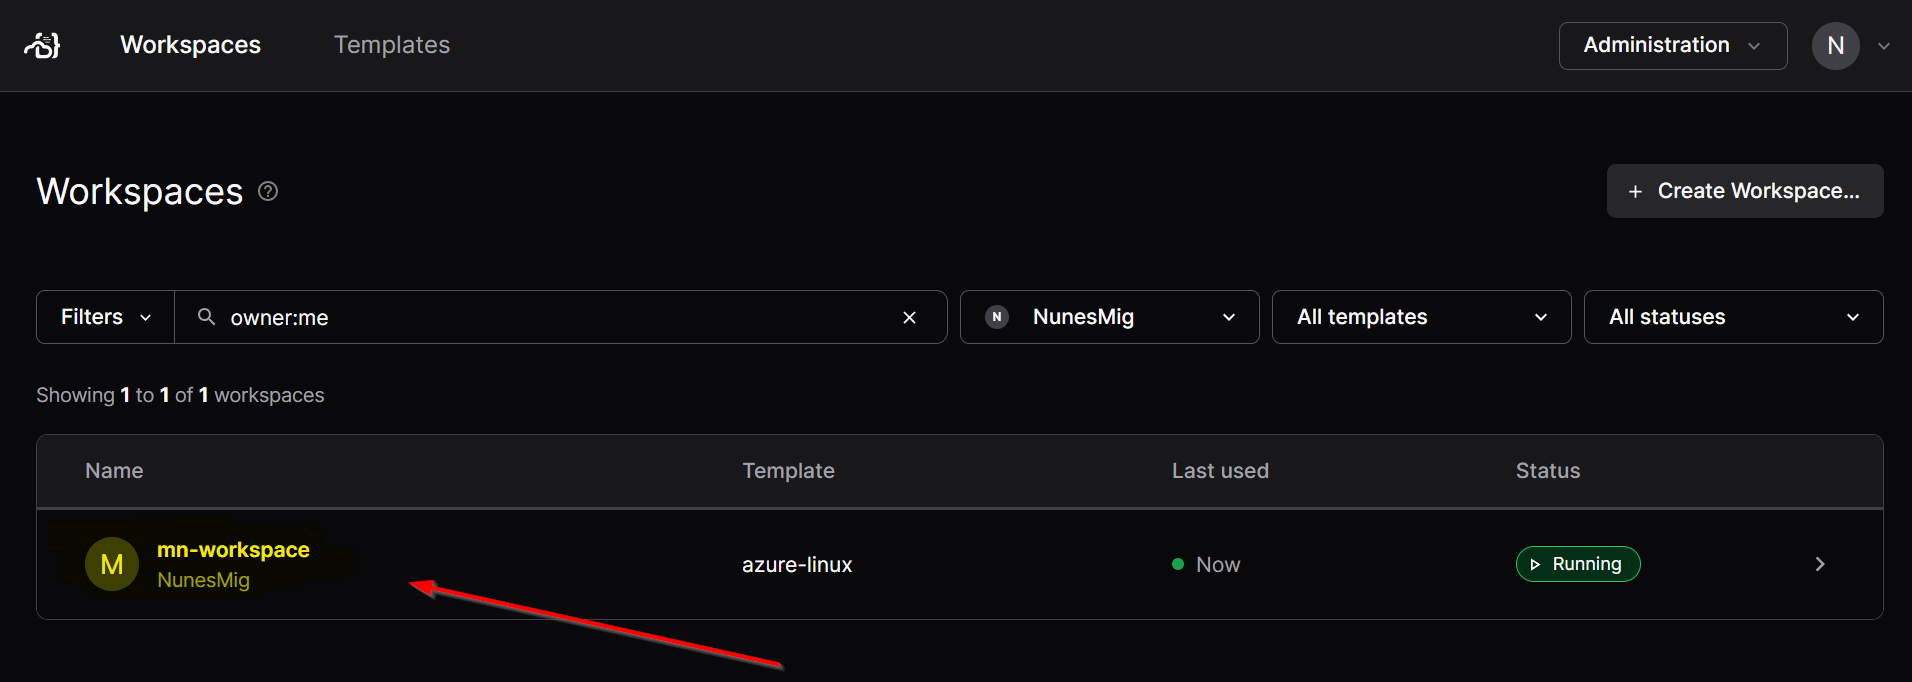 Workspaces
Templates
Administration
N
Workspaces
Create Workspace...
Filters
owner:me
N
NunesMig
All templates
All statuses
Showing 1 to 1 of 1 workspaces
Name
Template
Last used
Status
M
mn-workspace
NunesMig
azure-linux
Now
Running